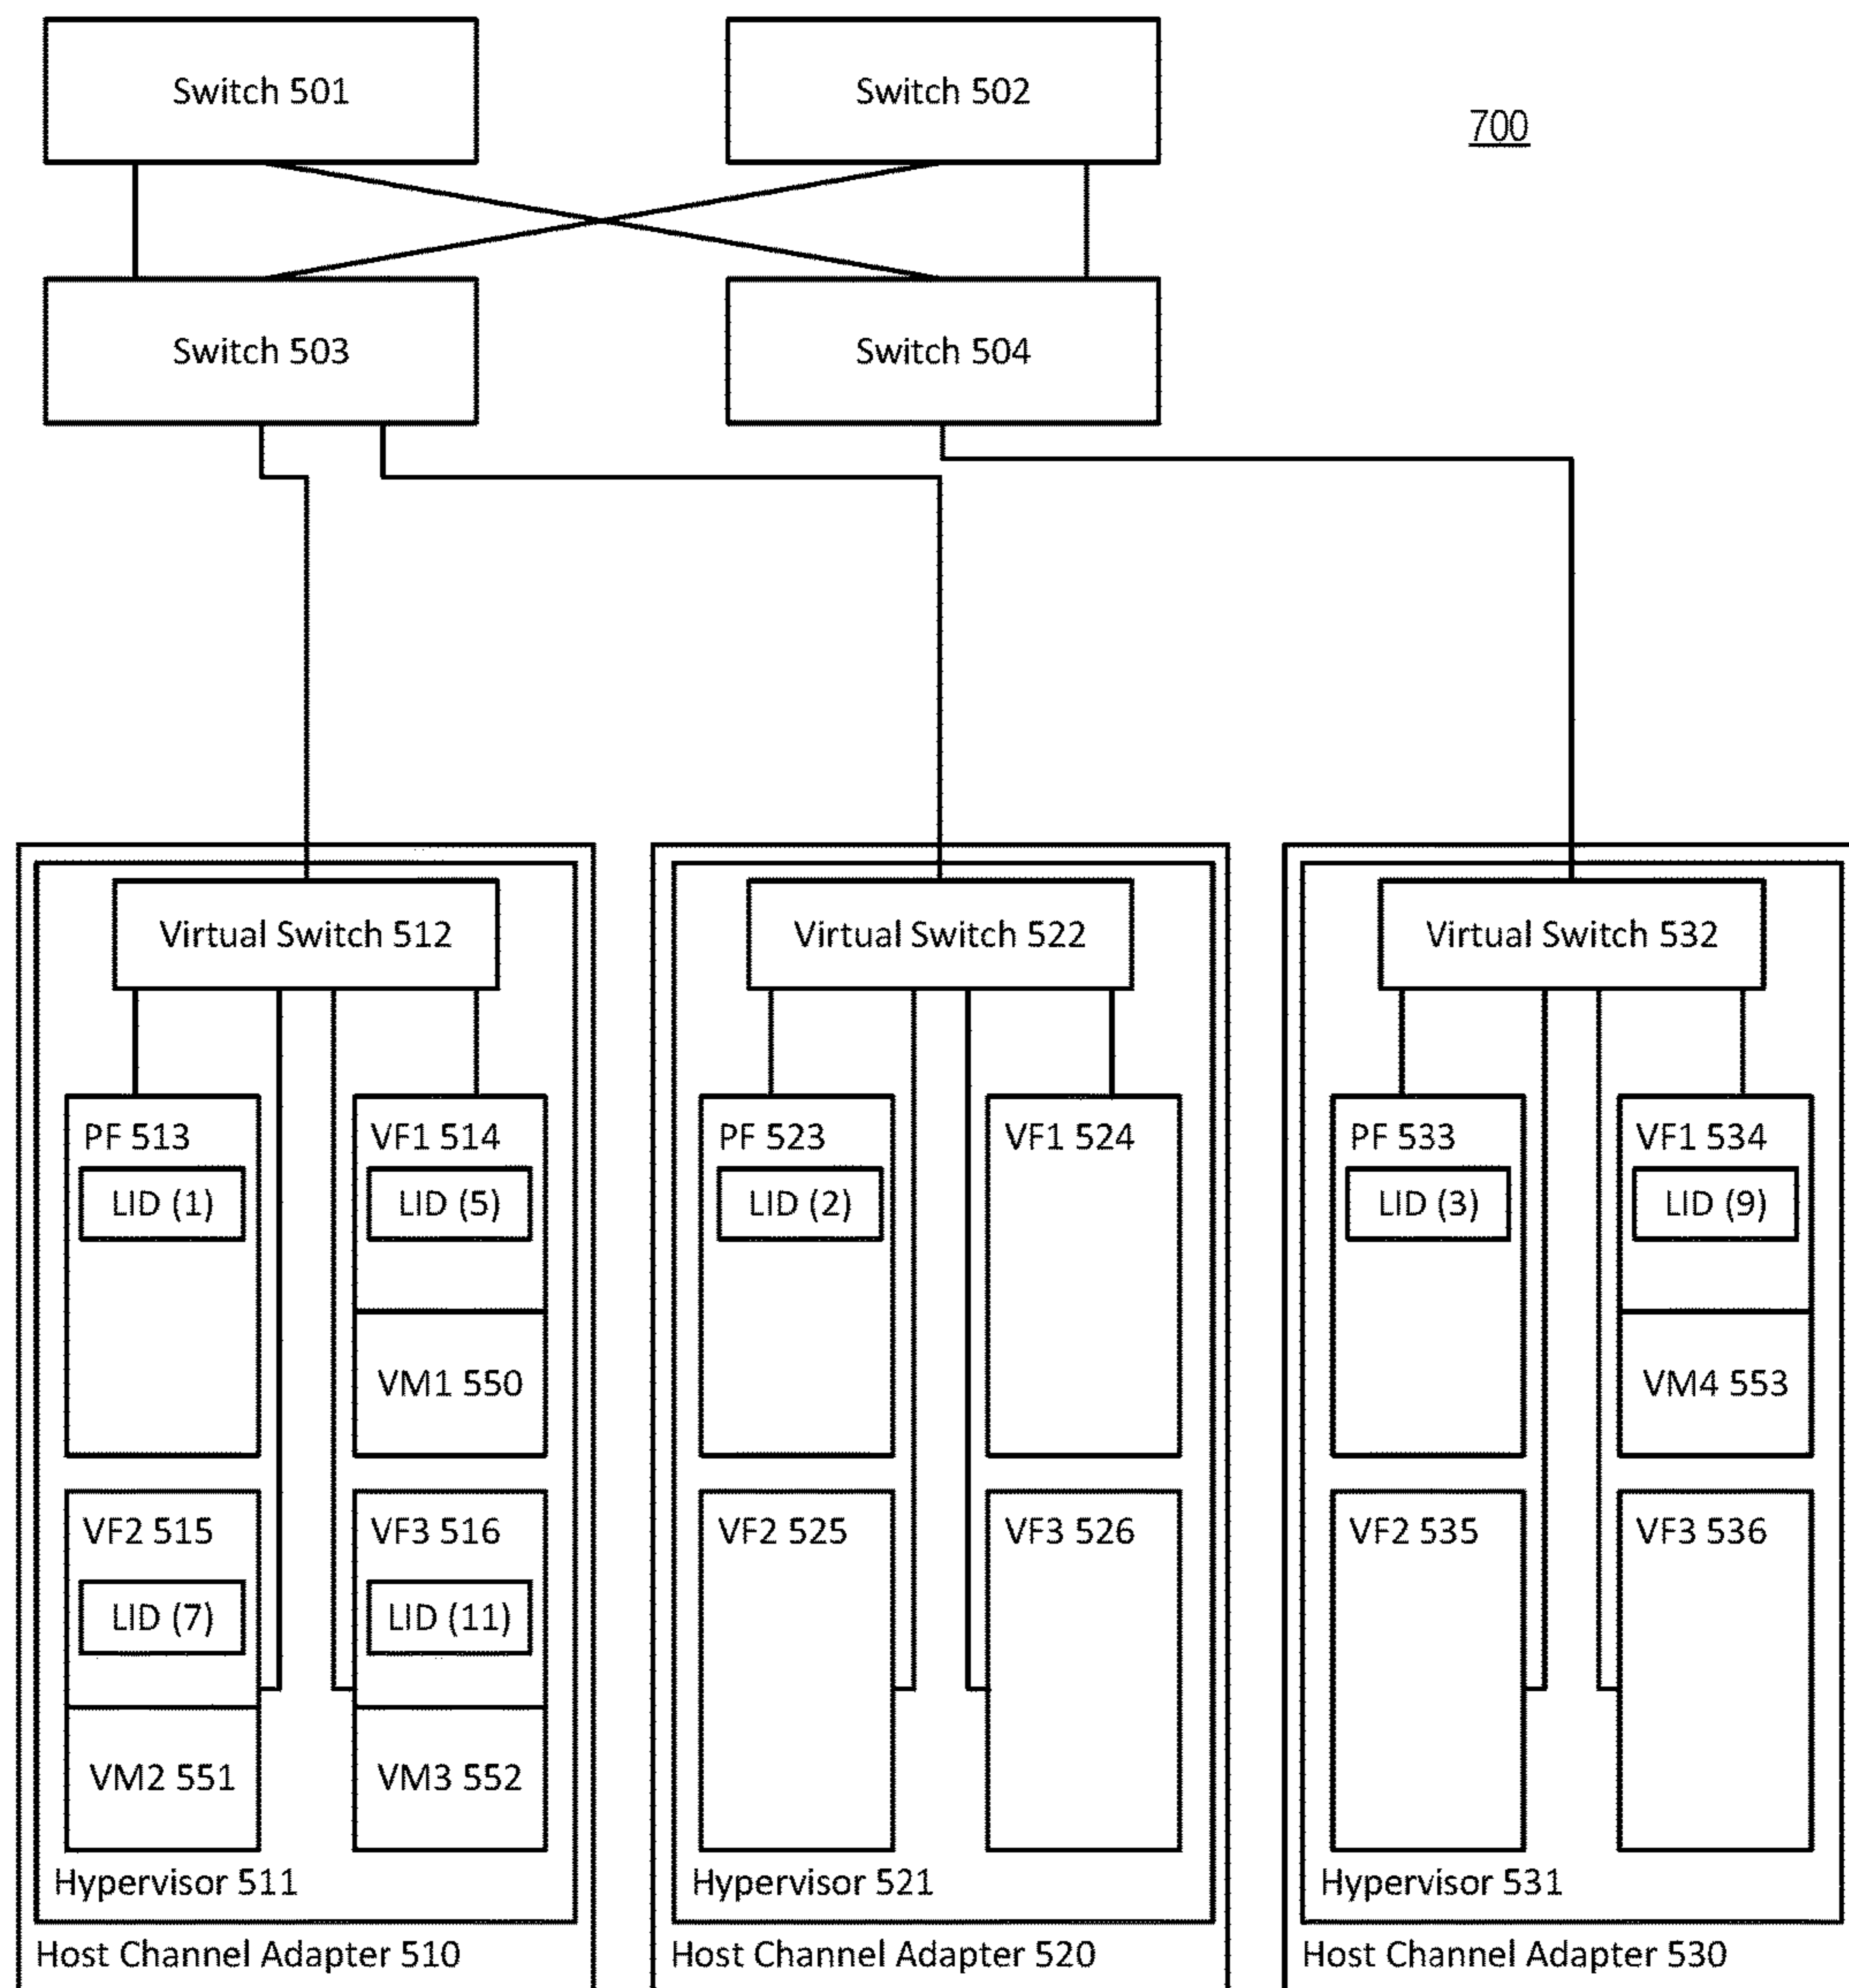 Switch 501
Switch 502
700
Switch 503
Switch 504
Virtual Switch 512
Virtual Switch 522
Virtual Switch 532
PF 513
LID (1)
VF1 514
LID (5)
VM1 550
VF2 515
LID (7)
VM2 551
VF3 516
LID (11)
VM3 552
Hypervisor 511
Host Channel Adapter 510
PF 523
LID (2)
VF1 524
VF2 525
VF3 526
Hypervisor 521
Host Channel Adapter 520
PF 533
LID (3)
VF1 534
LID (9)
VM4 553
VF2 535
VF3 536
Hypervisor 531
Host Channel Adapter 530